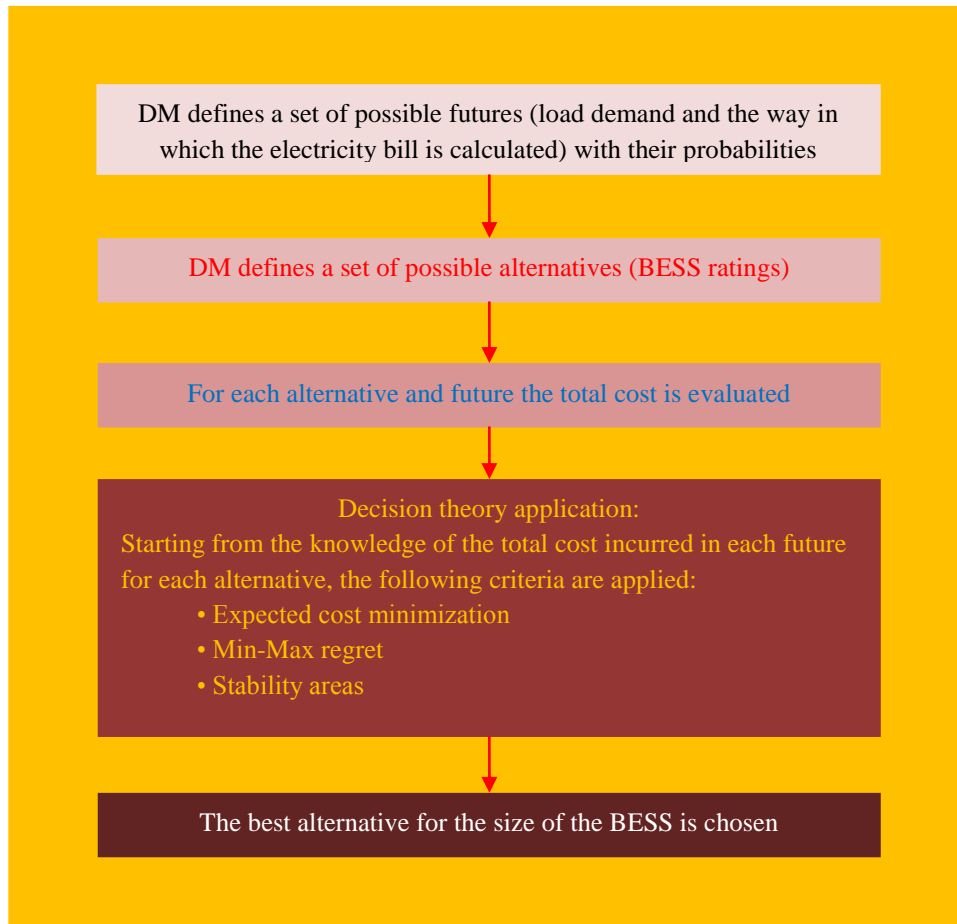 DM defines a set of possible futures (load demand and the way in
which the electricity bill is calculated) with their probabilities
DM defines a set of possible alternatives (BESS ratings)
For each alternative and future the total cost is evaluated
Decision theory application:
Starting from the knowledge of the total cost incurred in each future
for each alternative, the following criteria are applied:
• Expected cost minimization
• Min-Max regret
• Stability areas
The best alternative for the size of the BESS is chosen